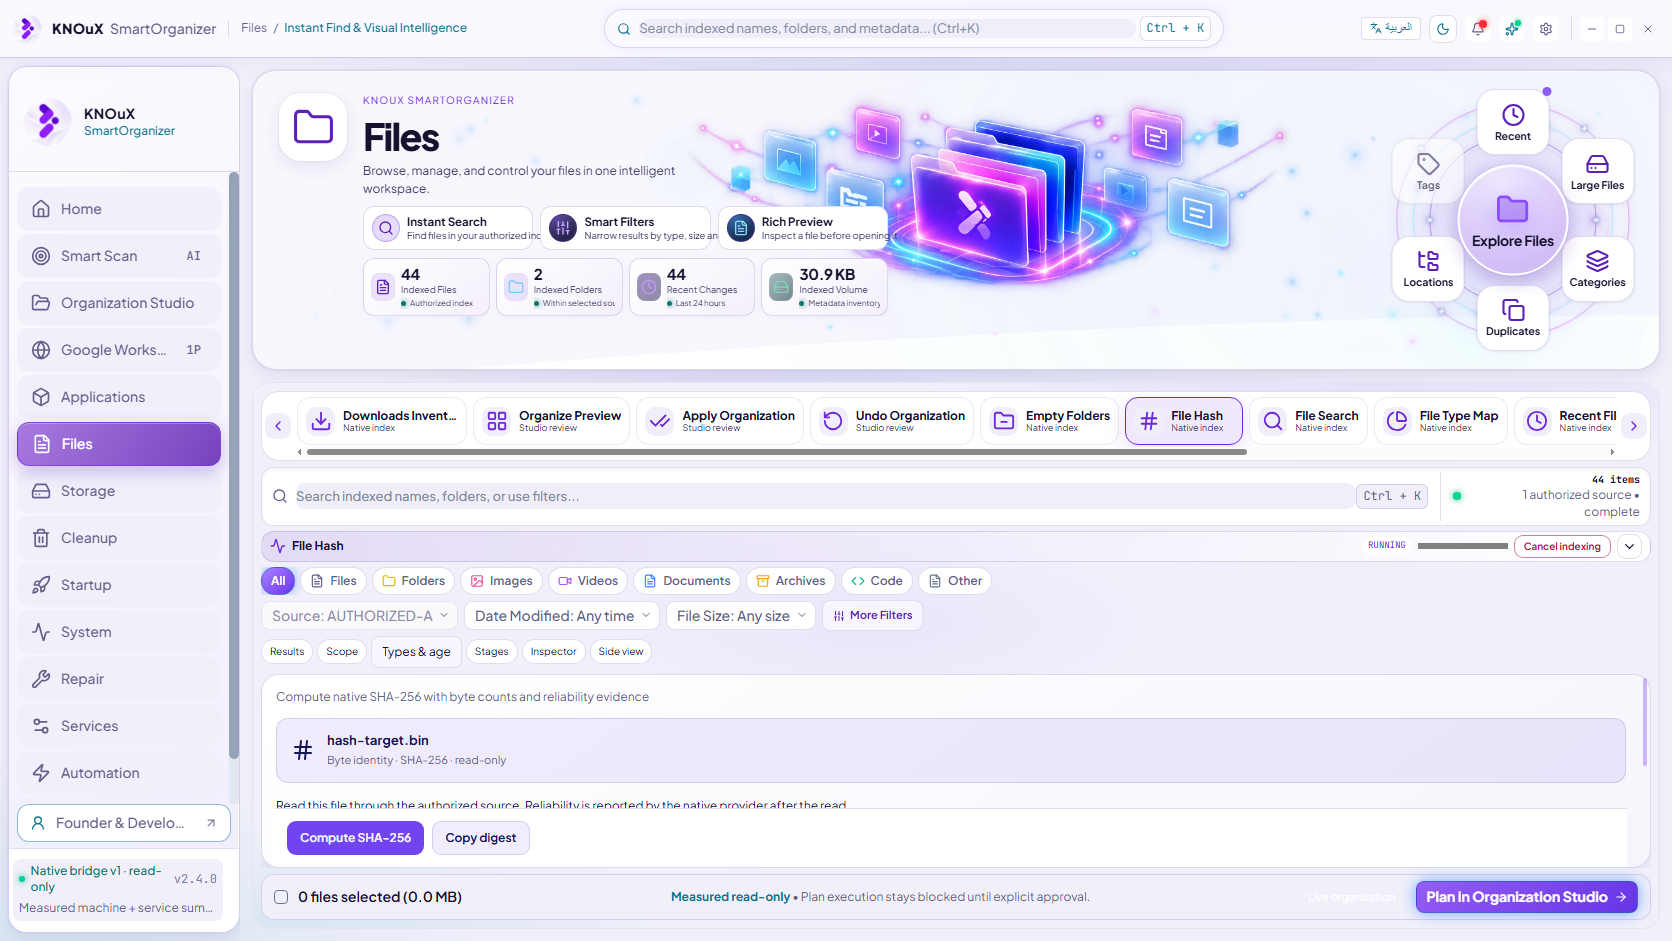 KNOuX SmartOrganizer
Files / Instant Find & Visual Intelligence
Search indexed names, folders, and metadata... (Ctrl+K)
Ctrl + K
العربية
KNOuX
SmartOrganizer
Home
Smart Scan AI
Organization Studio
Google Works... 1P
Applications
Files
Storage
Cleanup
Startup
System
Repair
Services
Automation
Founder & Develo...
Native bridge v1 · read-only
v2.4.0
Measured machine + service sum...
KNOUX SMARTORGANIZER
Files
Browse, manage, and control your files in one intelligent
workspace.
Instant Search
Find files in your authorized ind
Smart Filters
Narrow results by type, size an
Rich Preview
Inspect a file before opening it
44
Indexed Files
Authorized index
2
Indexed Folders
Within selected sou
44
Recent Changes
Last 24 hours
30.9 KB
Indexed Volume
Metadata inventory
Recent
Tags
Large Files
Explore Files
Locations
Categories
Duplicates
Downloads Invent...
Native index
Organize Preview
Studio review
Apply Organization
Studio review
Undo Organization
Studio review
Empty Folders
Native index
File Hash
Native index
File Search
Native index
File Type Map
Native index
Recent Fil
Native index
Search indexed names, folders, or use filters...
Ctrl + K
44 items
1 authorized source •
complete
File Hash
RUNNING
Cancel indexing
All
Files
Folders
Images
Videos
Documents
Archives
Code
Other
Source: AUTHORIZED-A
Date Modified: Any time
File Size: Any size
More Filters
Results
Scope
Types & age
Stages
Inspector
Side view
Compute native SHA-256 with byte counts and reliability evidence
hash-target.bin
Byte identity · SHA-256 · read-only
Read this file through the authorized source. Reliability is reported by the native provider after the read.
Compute SHA-256
Copy digest
0 files selected (0.0 MB)
Measured read-only • Plan execution stays blocked until explicit approval.
Live organization
Plan in Organization Studio